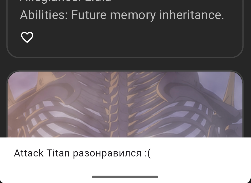 Abilities: Future memory inheritance.
Attack Titan разонравился :(